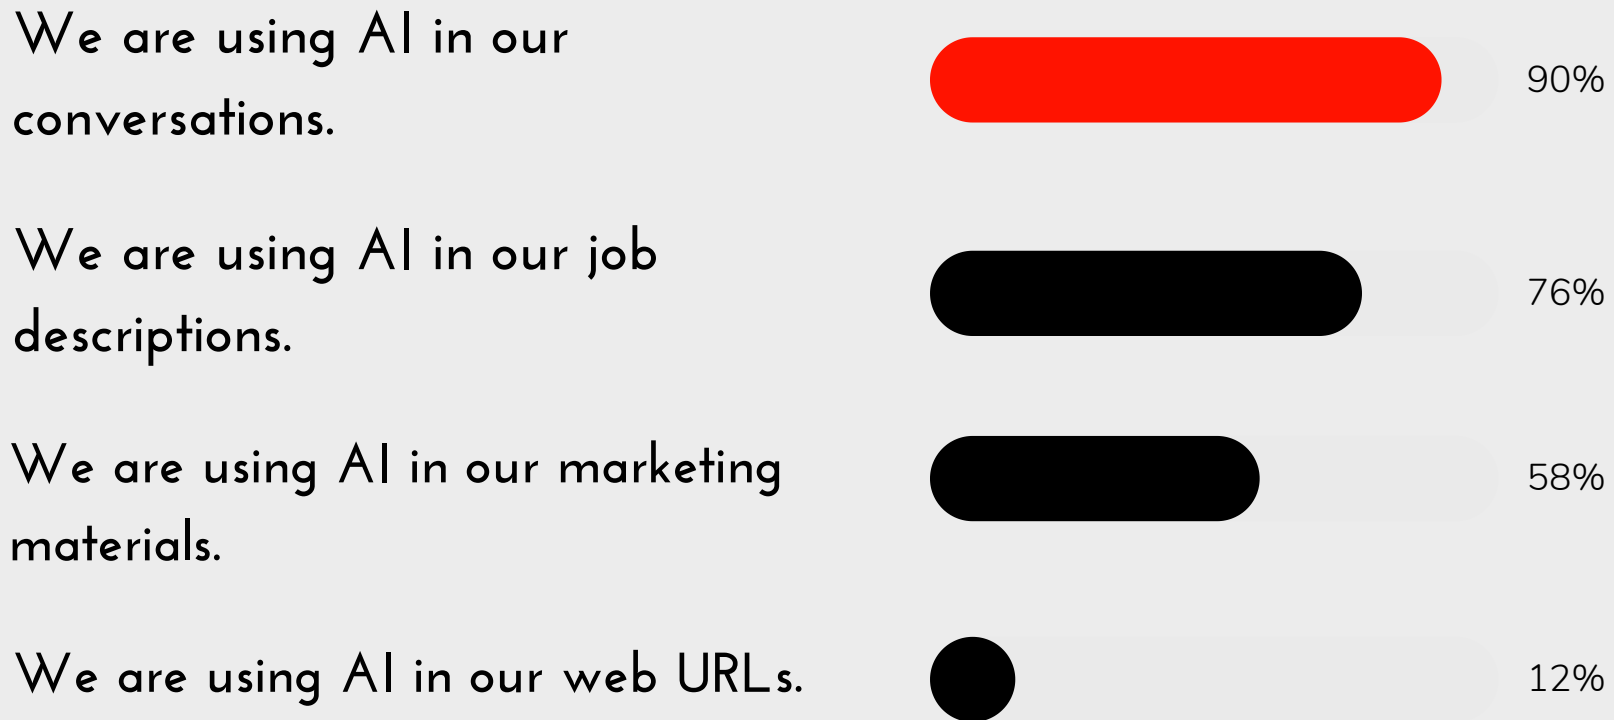 We are using AI in our
conversations.
90%
We are using AI in our job
descriptions.
76%
We are using AI in our marketing
materials.
58%
We are using AI in our web URLs.
12%